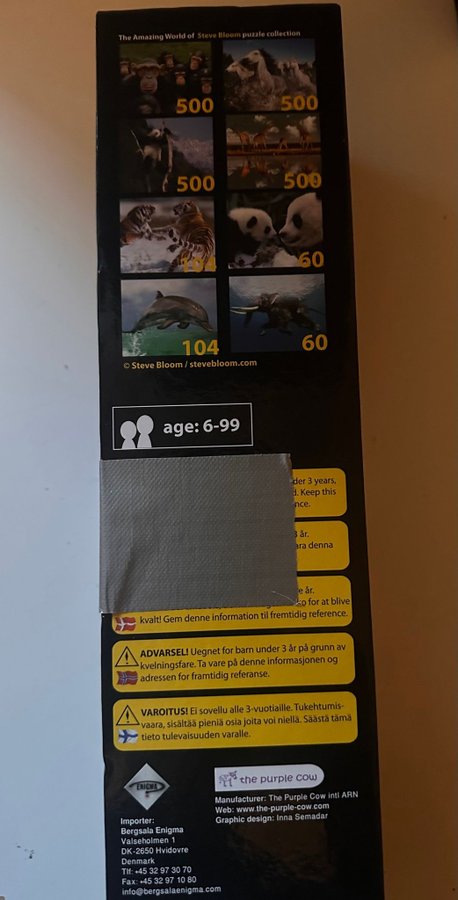 The Amazing World of Steve Bloom puzzle collection
500
500
500
500
104
60
104
60
© Steve Bloom / stevebloom.com
age: 6-99
der 3 years,
d. Keep this
nce.
3 år.
ara denna
e år.
so for at blive
kvalt! Gem denne information til fremtidig reference.
ADVARSEL! Uegnet for barn under 3 år på grunn av
kvelningsfare. Ta vare på denne informasjonen og
adressen for framtidig referanse.
VAROITUS! Ei sovellu alle 3-vuotiaille. Tukehtumis-
vaara, sisältää pieniä osia joita voi niellä. Säästä tämä
tieto tulevaisuuden varalle.
ENIGMA
the purple cow
Manufacturer: The Purple Cow intl ARN
Web: www.the-purple-cow.com
Graphic design: Inna Semadar
Importer:
Bergsala Enigma
Valseholmen 1
DK-2650 Hvidovre
Denmark
Tlf: +45 32 97 30 70
Fax: +45 32 97 10 80
info@bergsalaenigma.com